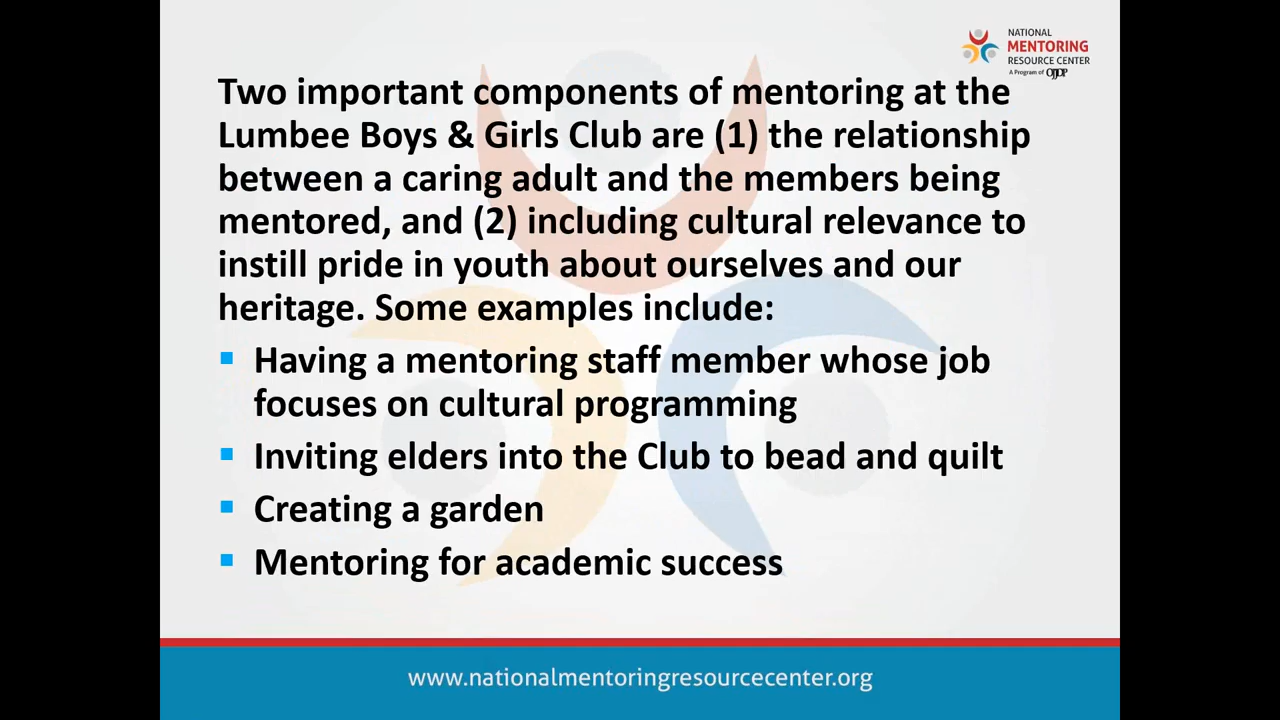 NATIONAL
MENTORING
RESOURCE CENTER
A Program of OJJDP
Two important components of mentoring at the
Lumbee Boys & Girls Club are (1) the relationship
between a caring adult and the members being
mentored, and (2) including cultural relevance to
instill pride in youth about ourselves and our
heritage. Some examples include:
Having a mentoring staff member whose job
focuses on cultural programming
Inviting elders into the Club to bead and quilt
Creating a garden
Mentoring for academic success
www.nationalmentoringresourcecenter.org